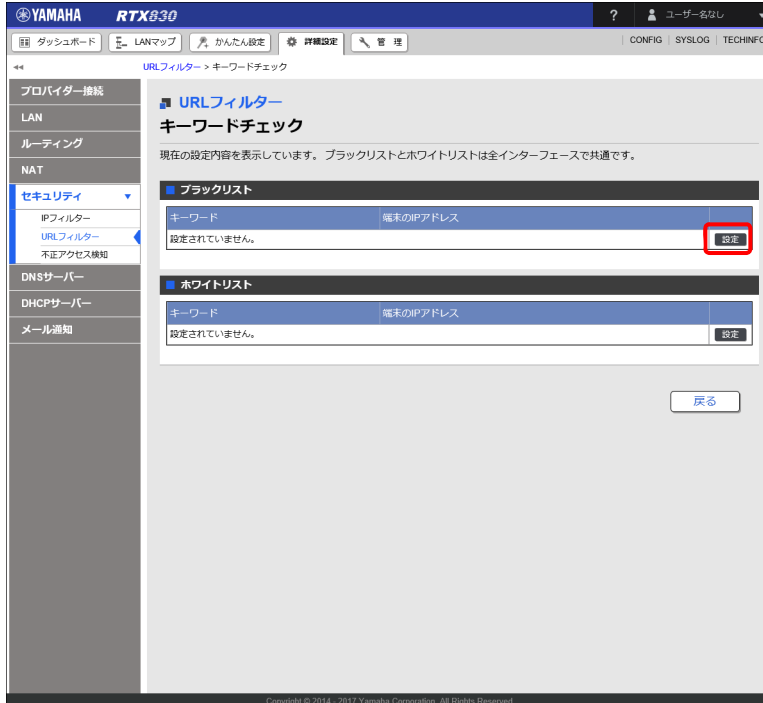 YAMAHA RTX830 ? ユーザー名なし
ダッシュボード LANマップ かんたん設定 詳細設定 管 理 CONFIG SYSLOG TECHINFO
URLフィルター > キーワードチェック
プロバイダー接続
LAN
ルーティング
NAT
セキュリティ
IPフィルター
URLフィルター
不正アクセス検知
DNSサーバー
DHCPサーバー
メール通知
URLフィルター
キーワードチェック
現在の設定内容を表示しています。 ブラックリストとホワイトリストは全インターフェースで共通です。
ブラックリスト
キーワード 端末のIPアドレス
設定されていません。 設定
ホワイトリスト
キーワード 端末のIPアドレス
設定されていません。 設定
戻る
Copyright © 2014 - 2017 Yamaha Corporation. All Rights Reserved.